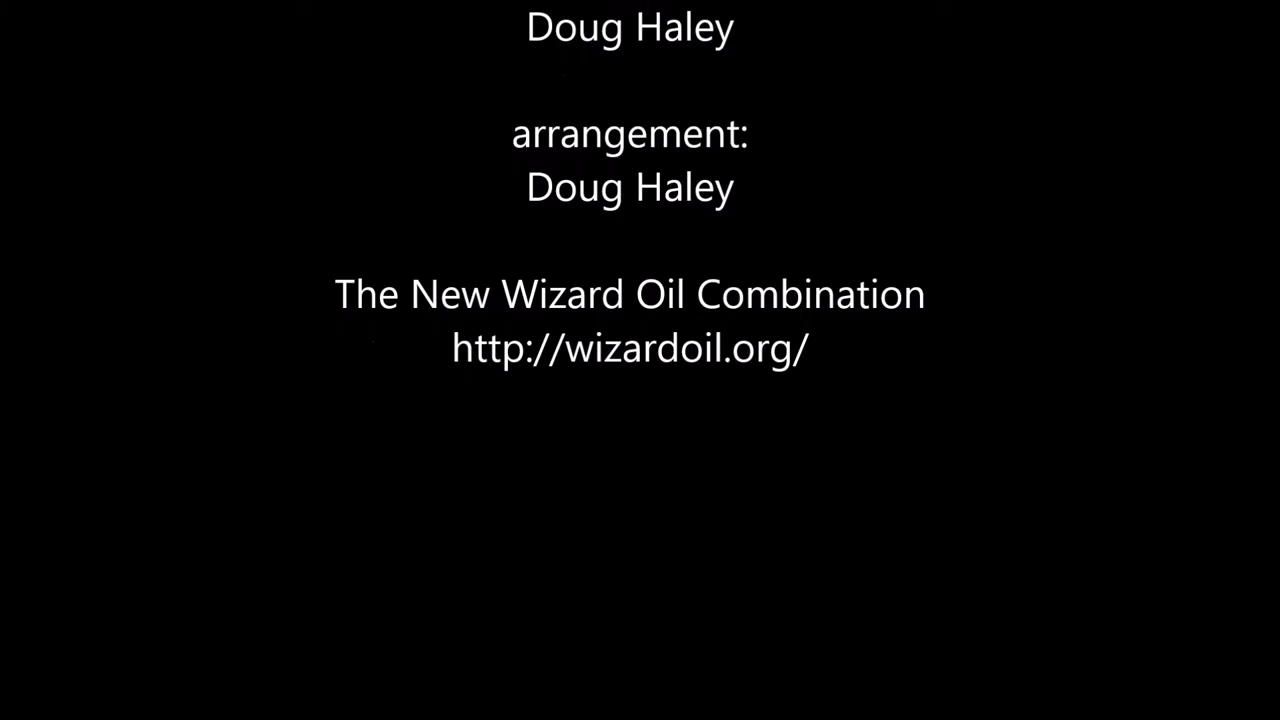 Doug Haley
arrangement:
Doug Haley
The New Wizard Oil Combination
http://wizardoil.org/